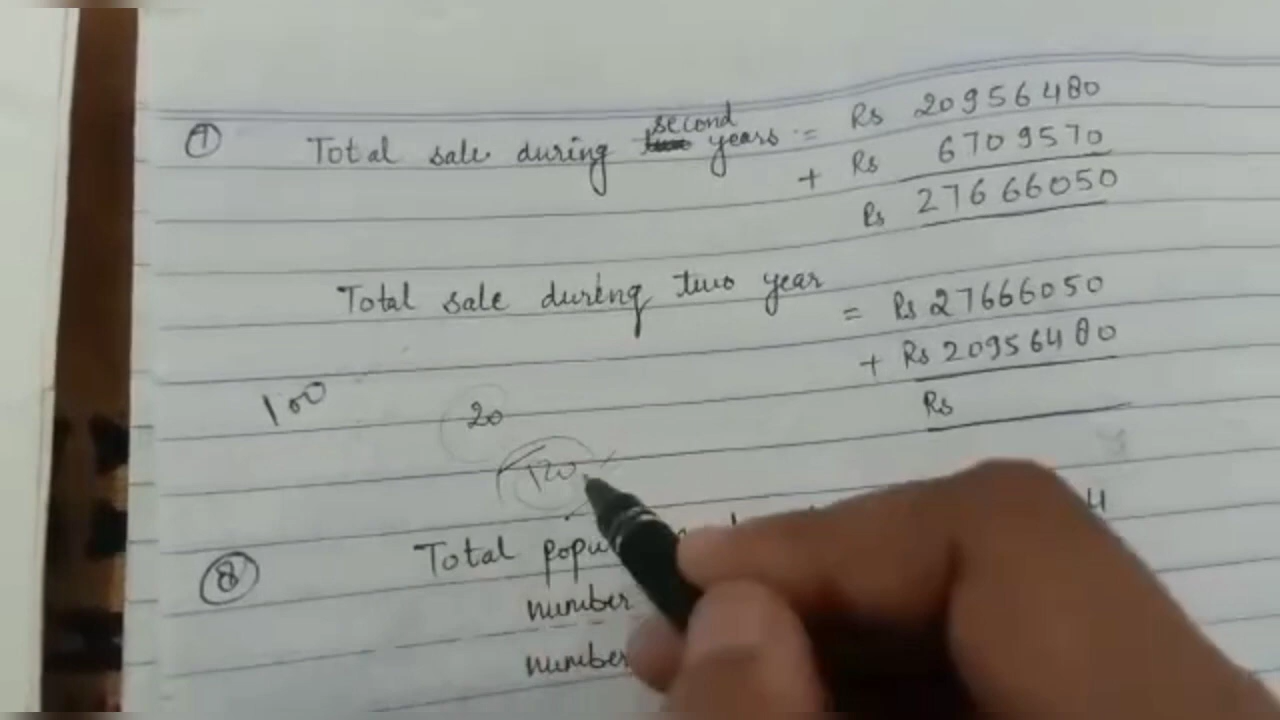 7 Total sale during second years = Rs 20956480
+ Rs 6709570
Rs 27666050
Total sale during two year
= Rs 27666050
+ Rs 20956480
Rs
100 20
120
8 Total popu
number
number